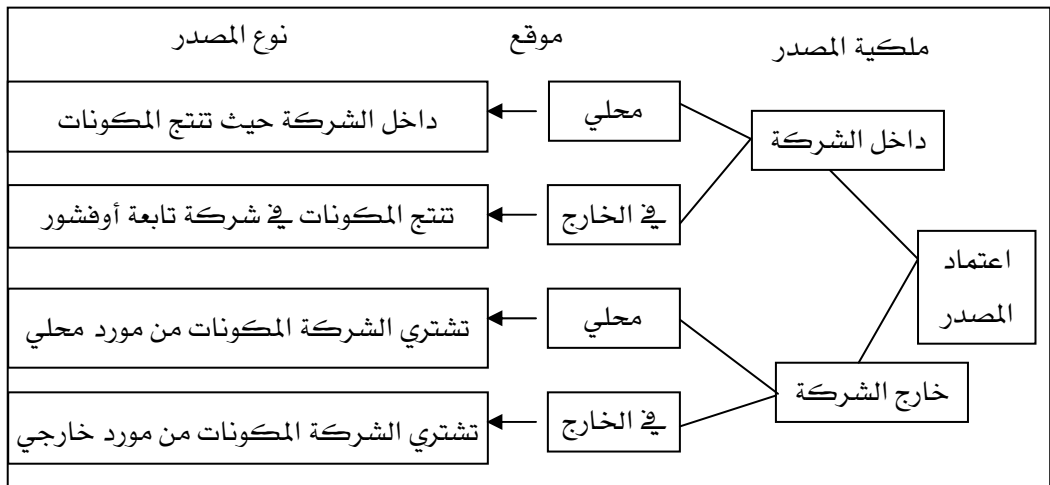 ملكية المصدر
موقع
نوع المصدر
اعتماد
المصدر
داخل الشركة
محلي
داخل الشركة حيث تنتج المكونات
في الخارج
تنتج المكونات في شركة تابعة أوفشور
خارج الشركة
محلي
تشتري الشركة المكونات من مورد محلي
في الخارج
تشتري الشركة المكونات من مورد خارجي